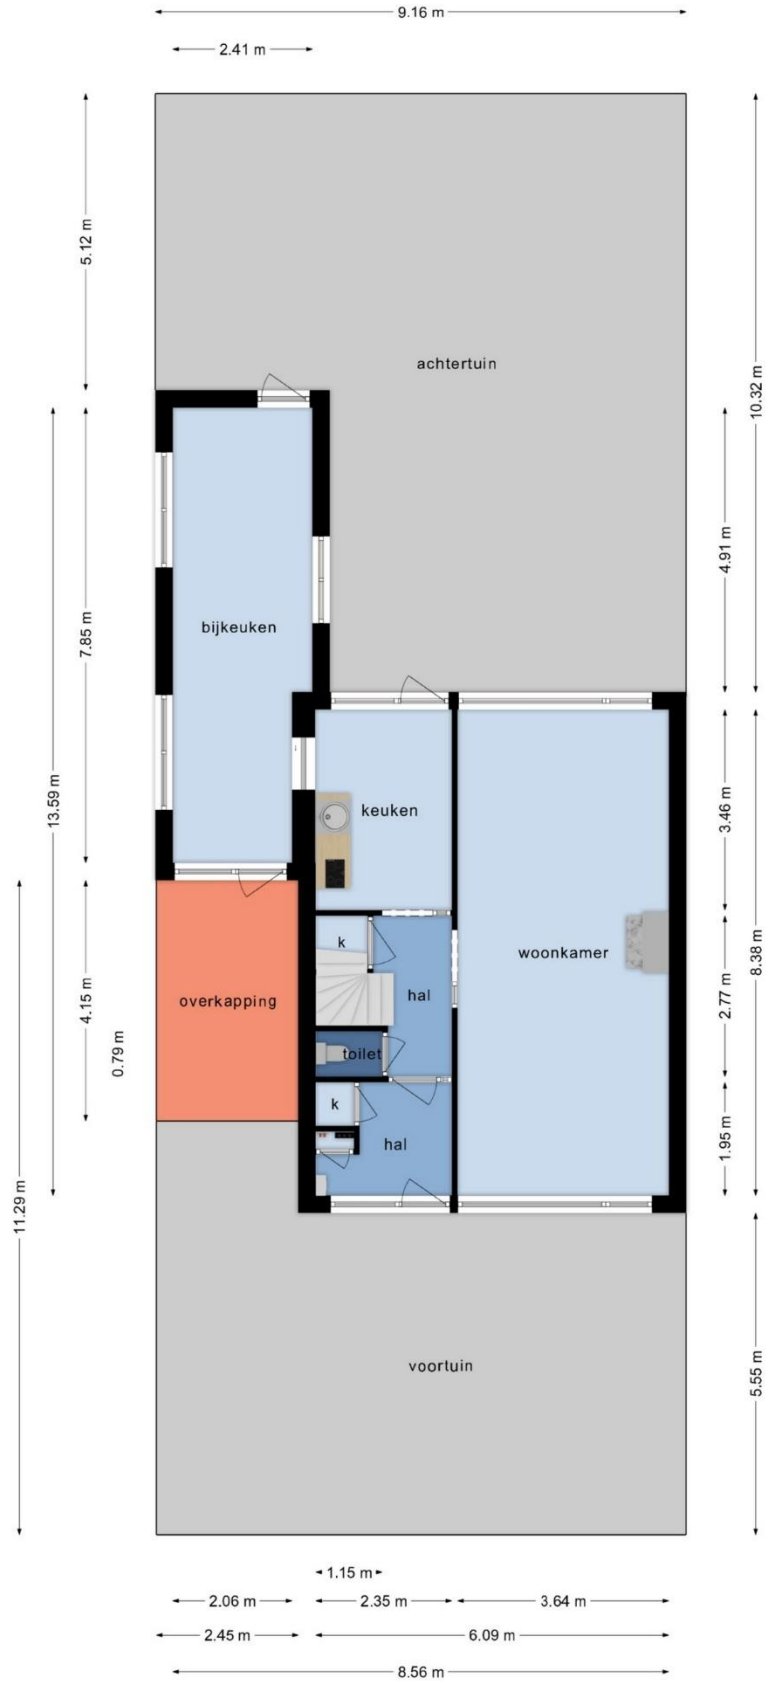 9.16 m
2.41 m
5.12 m
achtertuin
10.32 m
4.91 m
bijkeuken
7.85 m
13.59 m
keuken
3.46 m
k
woonkamer
8.38 m
hal
2.77 m
overkapping
4.15 m
0.79 m
toilet
k
hal
1.95 m
11.29 m
voortuin
5.55 m
1.15 m
2.06 m
2.35 m
3.64 m
2.45 m
6.09 m
8.56 m